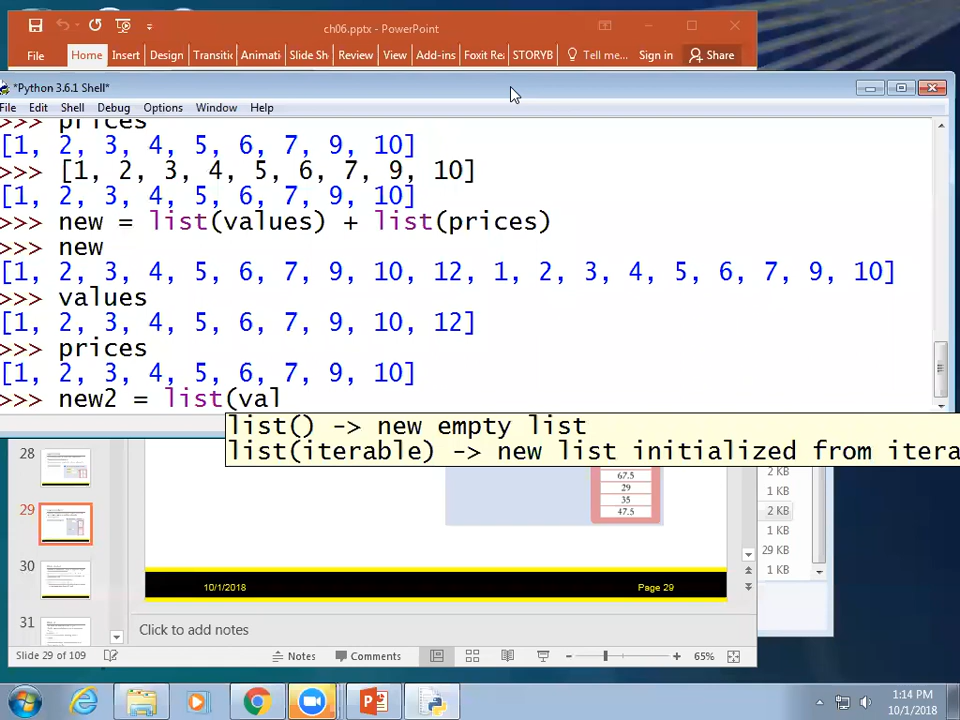 ch06.pptx - PowerPoint
File Home Insert Design Transitic Animati Slide Sh Review View Add-ins Foxit Rea STORYB Tell me... Sign in Share
*Python 3.6.1 Shell*
File Edit Shell Debug Options Window Help
>>> prices
[1, 2, 3, 4, 5, 6, 7, 9, 10]
>>> [1, 2, 3, 4, 5, 6, 7, 9, 10]
[1, 2, 3, 4, 5, 6, 7, 9, 10]
>>> new = list(values) + list(prices)
>>> new
[1, 2, 3, 4, 5, 6, 7, 9, 10, 12, 1, 2, 3, 4, 5, 6, 7, 9, 10]
>>> values
[1, 2, 3, 4, 5, 6, 7, 9, 10, 12]
>>> prices
[1, 2, 3, 4, 5, 6, 7, 9, 10]
>>> new2 = list(val
list() -> new empty list
list(iterable) -> new list initialized from itera
28
29
30
31
67.5
29
35
47.5
2 KB
1 KB
2 KB
1 KB
29 KB
1 KB
10/1/2018 Page 29
Click to add notes
Slide 29 of 109 Notes Comments 65%
1:14 PM
10/1/2018